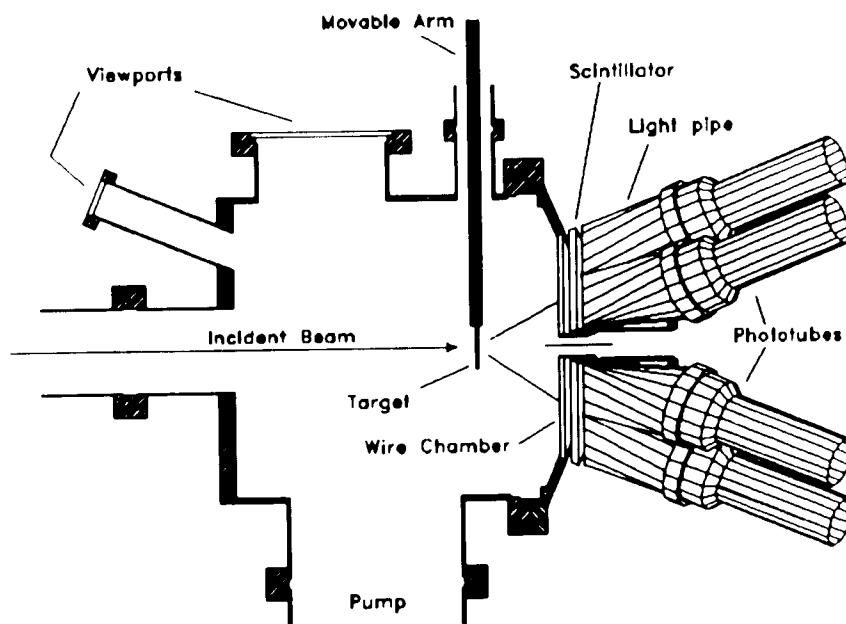 Movable Arm
Viewports
Scintillator
Light pipe
Incident Beam
Phototubes
Target
Wire Chamber
Pump